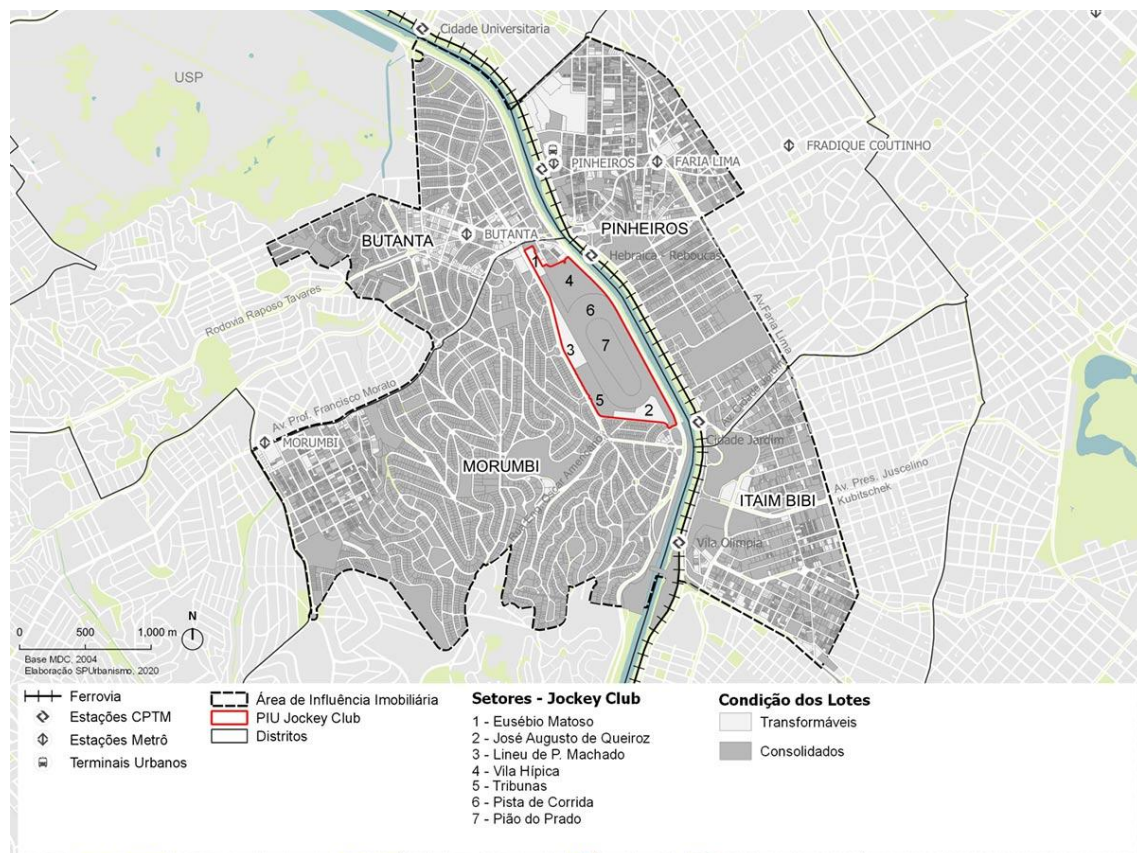 Cidade Universitaria
USP
FRADIQUE COUTINHO
PINHEIROS
FARIA LIMA
BUTANTA
BUTANTA
PINHEIROS
Hebraica - Rebouças
1
4
6
Rodovia Raposo Tavares
Av. Faria Lima
3
7
Av. Prof. Francisco Morato
5
2
Av. Cidade Jardim
MORUMBI
Cidade Jardim
MORUMBI
Av. Pres. Juscelino
Kubitschek
ITAIM BIBI
Vila Olimpia
N
0 500 1,000 m
Base MDC, 2004
Elaboração SPUrbanismo, 2020
Ferrovia
Estações CPTM
Estações Metrô
Terminais Urbanos
Área de Influência Imobiliária
PIU Jockey Club
Distritos
Setores - Jockey Club
1 - Eusébio Matoso
2 - José Augusto de Queiroz
3 - Lineu de P. Machado
4 - Vila Hípica
5 - Tribunas
6 - Pista de Corrida
7 - Pião do Prado
Condição dos Lotes
Transformáveis
Consolidados